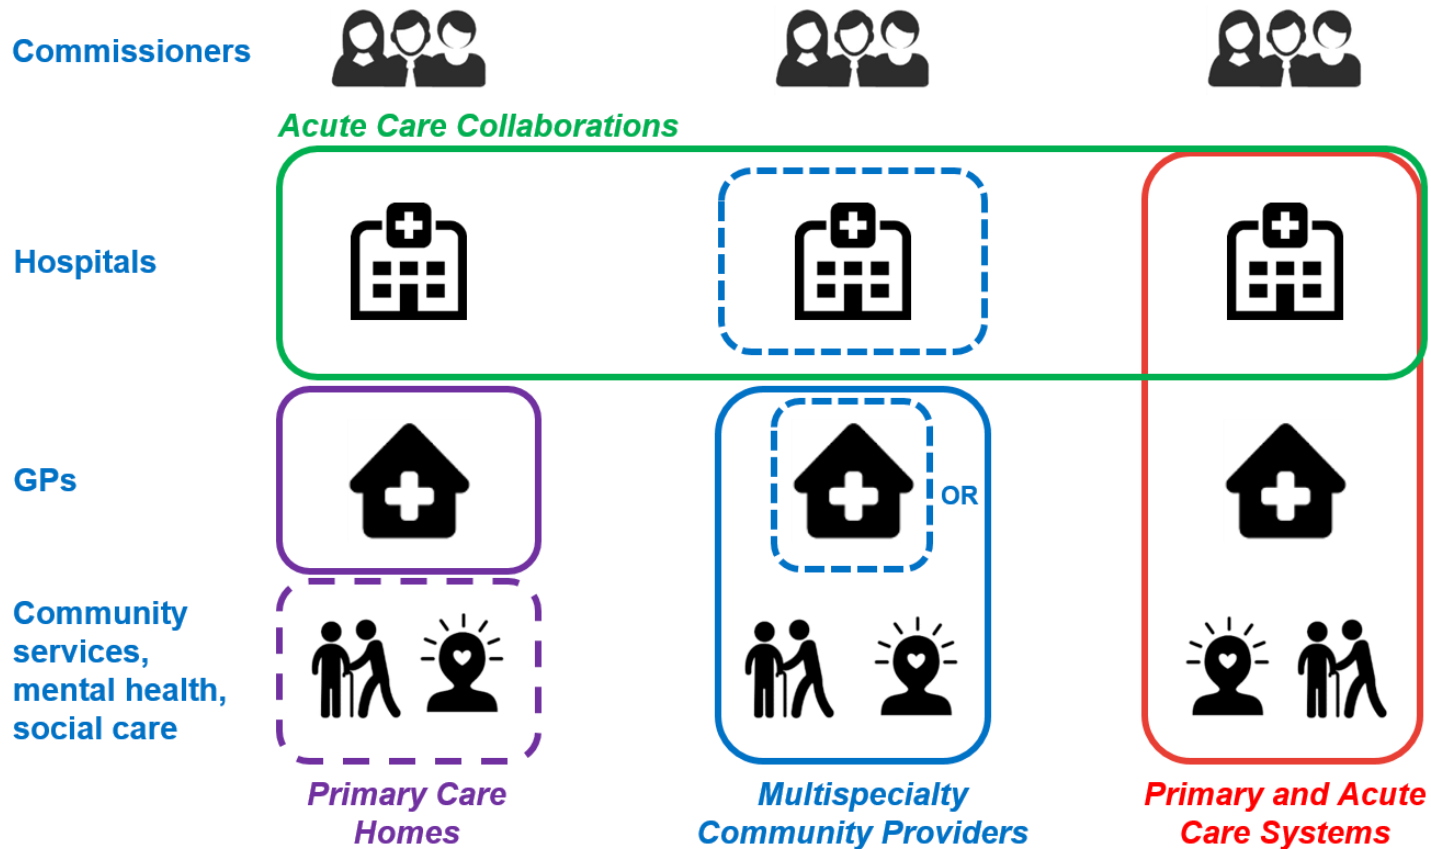 Commissioners
Acute Care Collaborations
Hospitals
GPs
OR
Community
services,
mental health,
social care
Primary Care
Homes
Multispecialty
Community Providers
Primary and Acute
Care Systems